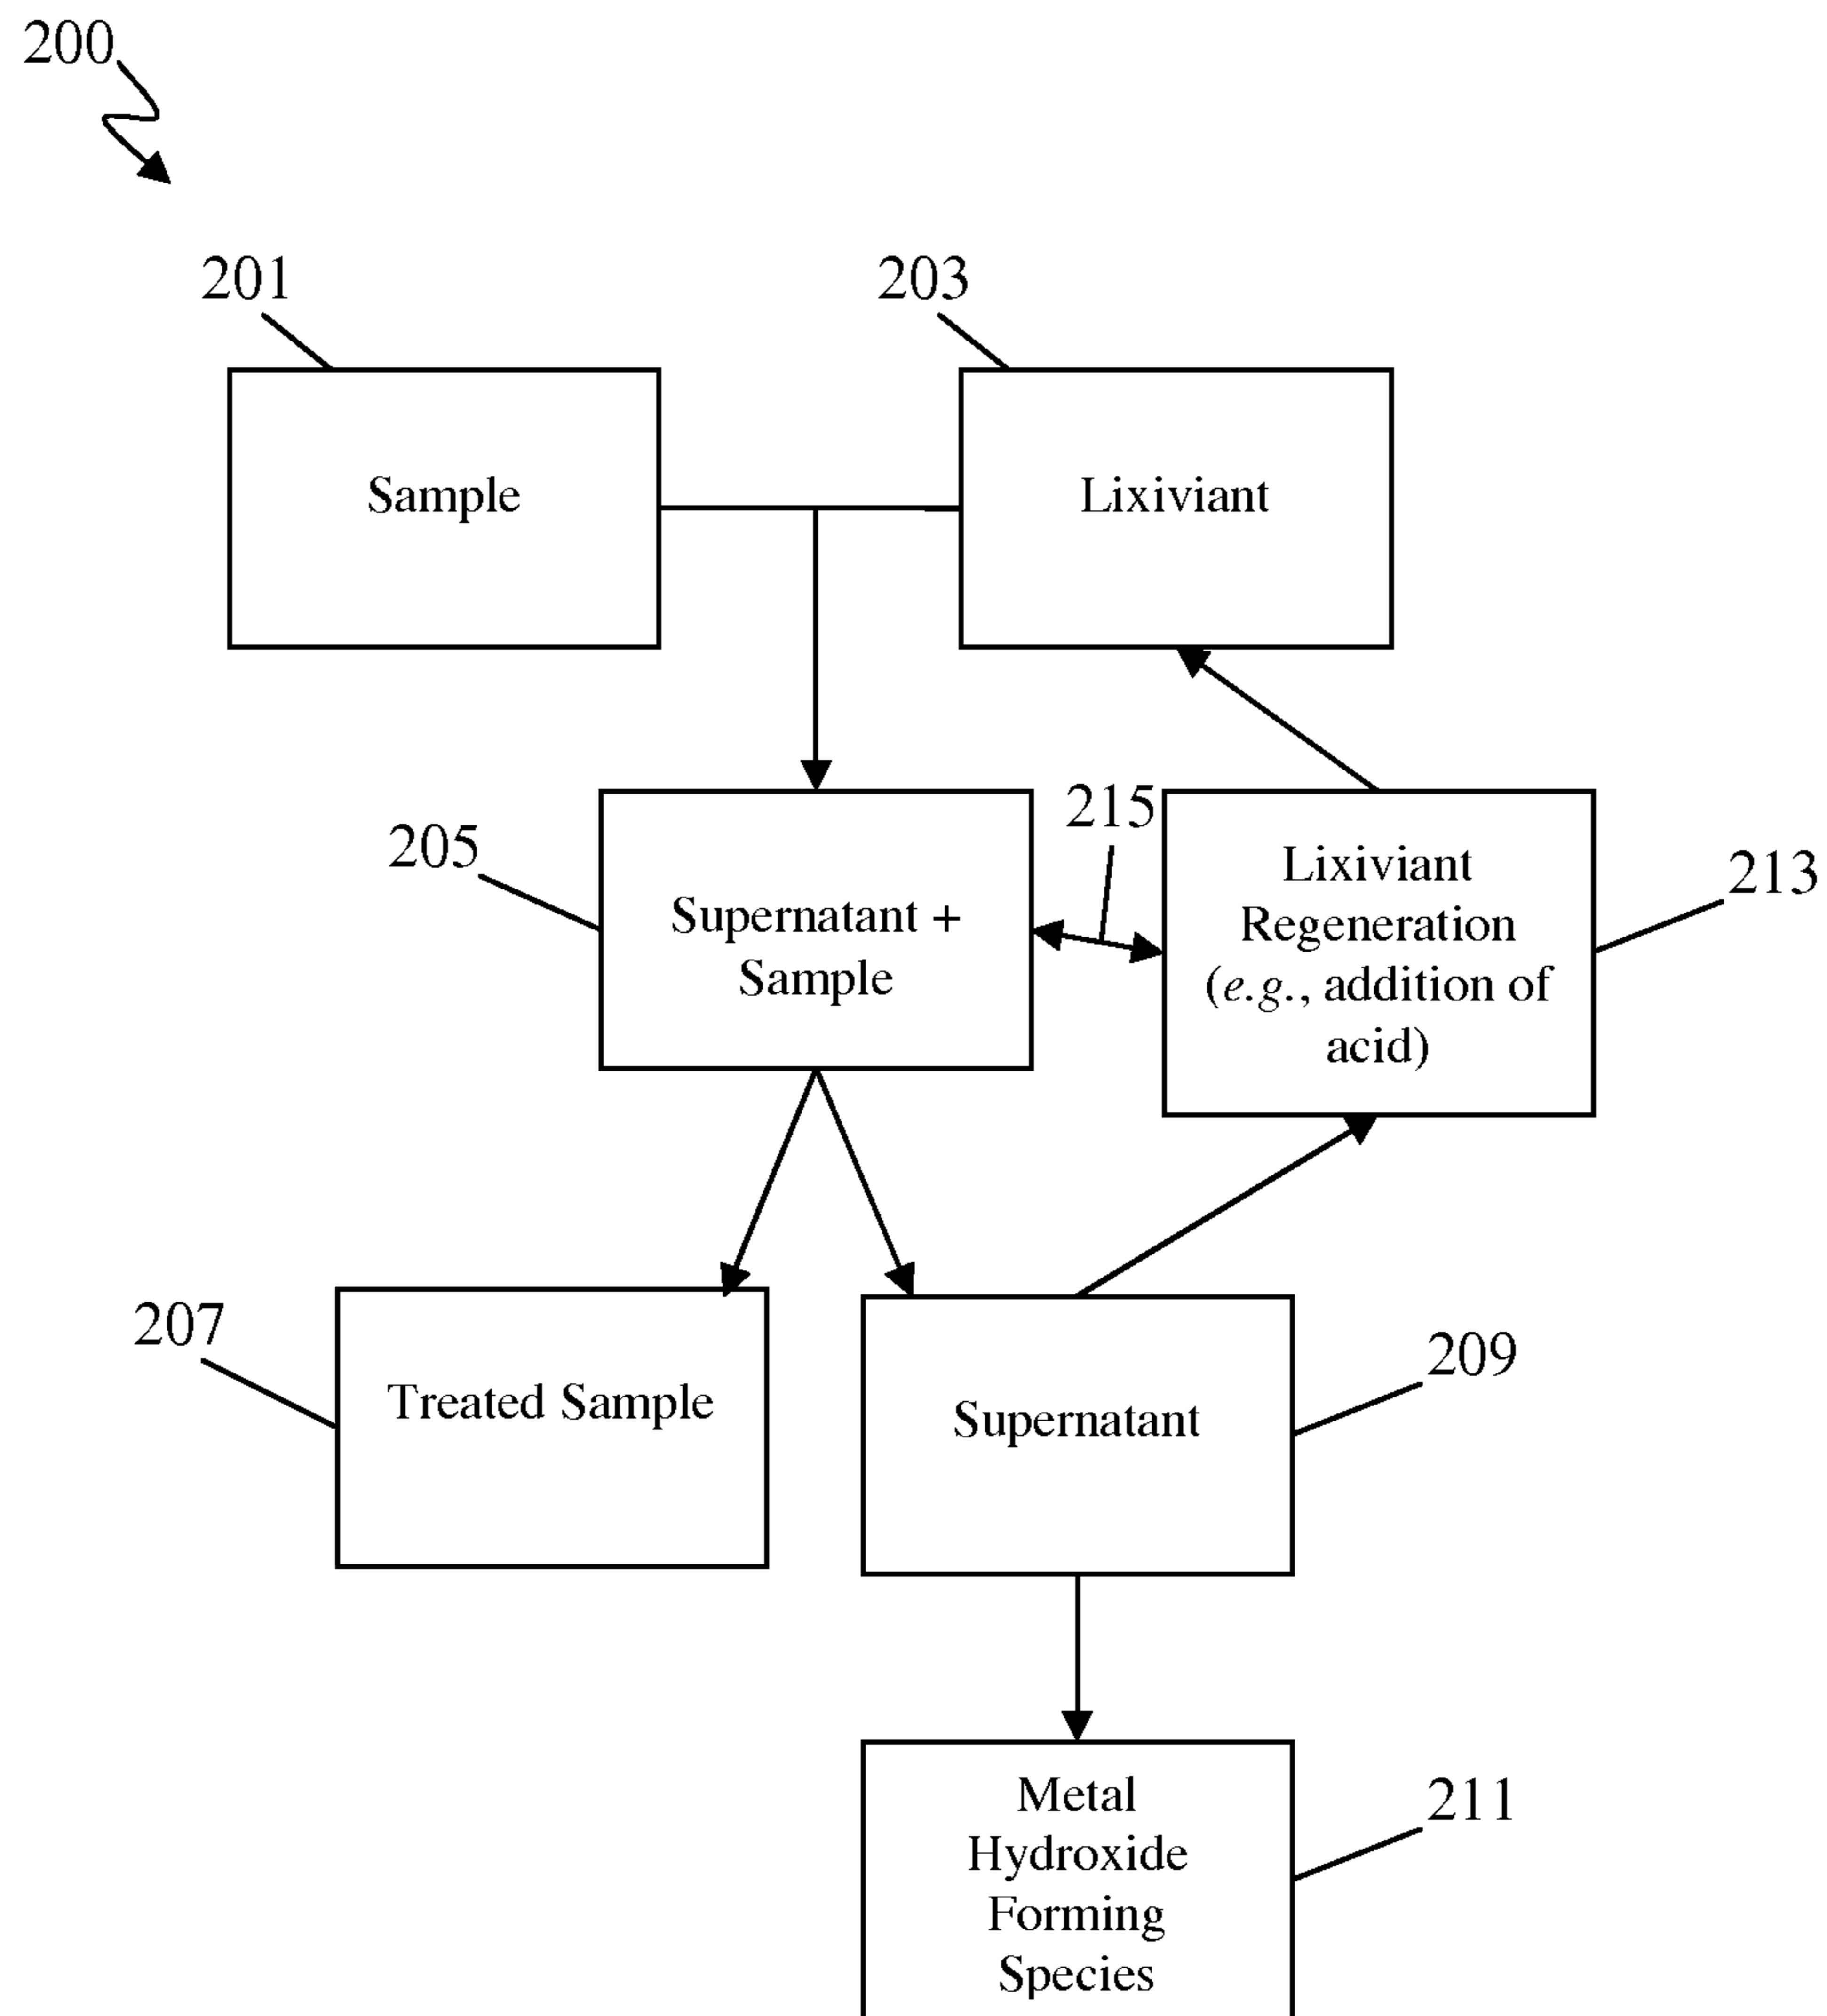 200
201
203
Sample
Lixiviant
215
205
213
Supernatant +
Sample
Lixiviant
Regeneration
(e.g., addition of
acid)
207
209
Treated Sample
Supernatant
211
Metal
Hydroxide
Forming
Species